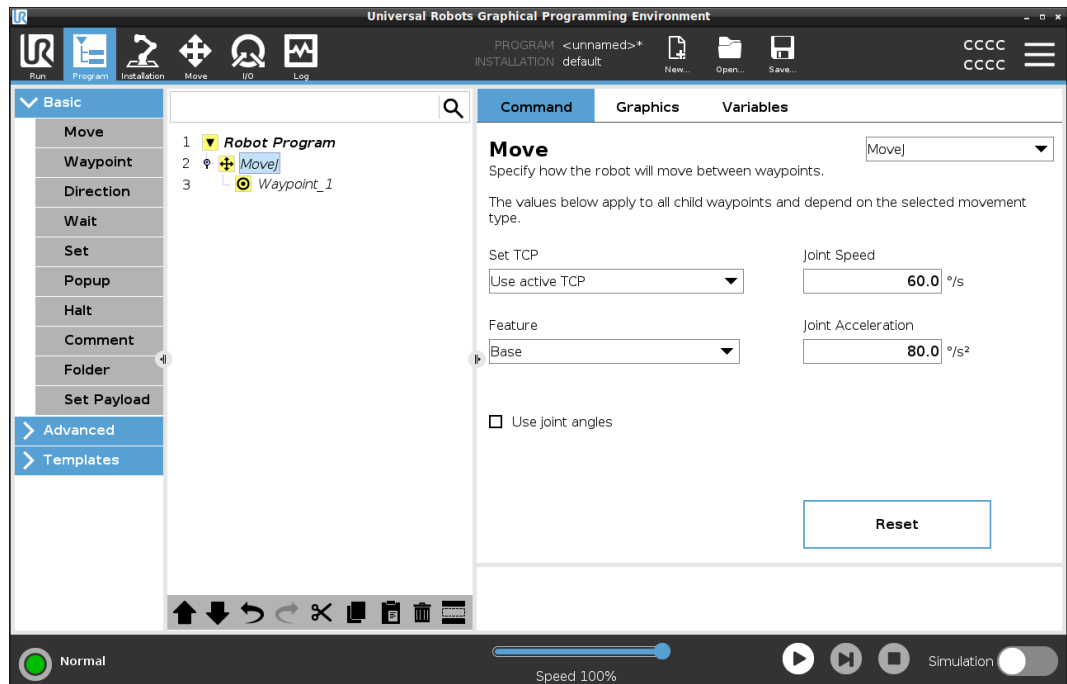 Universal Robots Graphical Programming Environment
UR
Run
Program
Installation
Move
I/O
Log
PROGRAM <unnamed>*
INSTALLATION default
New...
Open...
Save...
CCCC
CCCC
Basic
Move
Waypoint
Direction
Wait
Set
Popup
Halt
Comment
Folder
Set Payload
Advanced
Templates
1 Robot Program
2 MoveJ
3 Waypoint_1
Command Graphics Variables
Move
MoveJ
Specify how the robot will move between waypoints.
The values below apply to all child waypoints and depend on the selected movement
type.
Set TCP
Joint Speed
Use active TCP
60.0 °/s
Feature
Joint Acceleration
Base
80.0 °/s²
Use joint angles
Reset
Normal
Speed 100%
Simulation